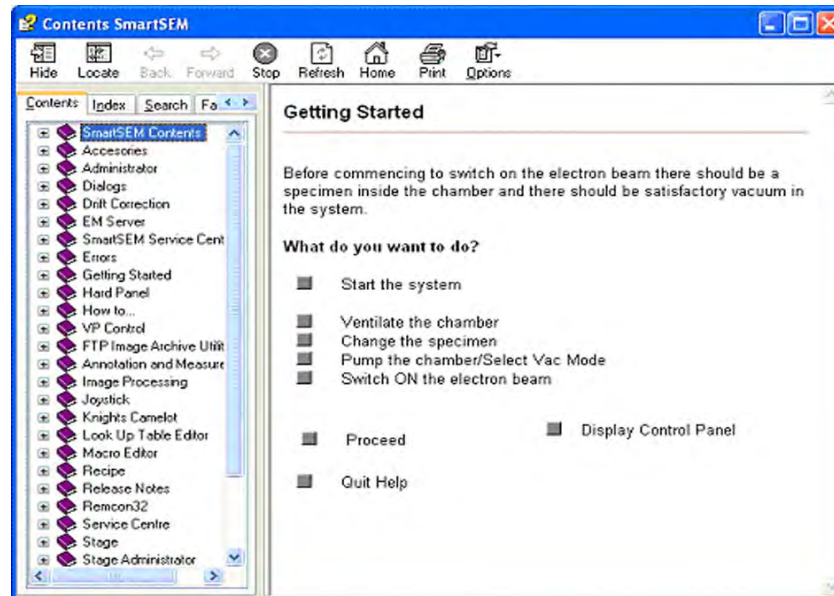 Contents SmartSEM
Hide Locate Back Forward Stop Refresh Home Print Options
Contents Index Search Fa
SmartSEM Contents
Accesories
Administrator
Dialogs
Drift Correction
EM Server
SmartSEM Service Cent
Errors
Getting Started
Hard Panel
How to...
VP Control
FTP Image Archive Utilit
Annotation and Measure
Image Processing
Joystick
Knights Camelot
Look Up Table Editor
Macro Editor
Recipe
Release Notes
Remcon32
Service Centre
Stage
Stage Administrator
Getting Started
Before commencing to switch on the electron beam there should be a
specimen inside the chamber and there should be satisfactory vacuum in
the system.
What do you want to do?
Start the system
Ventilate the chamber
Change the specimen
Pump the chamber/Select Vac Mode
Switch ON the electron beam
Proceed
Display Control Panel
Quit Help